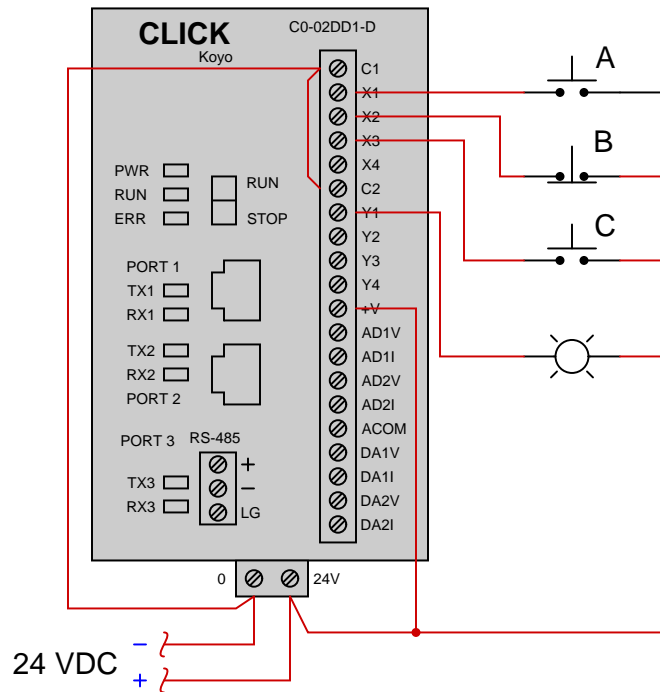 CLICK
Koyo
C0-02DD1-D
C1
X1
X2
X3
X4
C2
Y1
Y2
Y3
Y4
+V
AD1V
AD1I
AD2V
AD2I
ACOM
DA1V
DA1I
DA2V
DA2I
PWR
RUN
ERR
RUN
STOP
PORT 1
TX1
RX1
TX2
RX2
PORT 2
PORT 3
RS-485
+
−
LG
TX3
RX3
0
24V
24 VDC
−
+
A
B
C